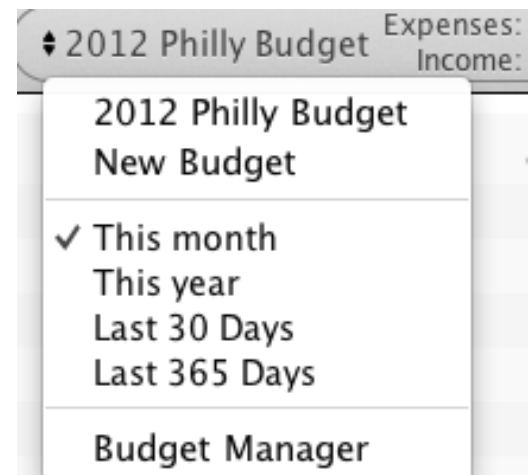 2012 Philly Budget
Expenses:
Income:
2012 Philly Budget
New Budget
This month
This year
Last 30 Days
Last 365 Days
Budget Manager